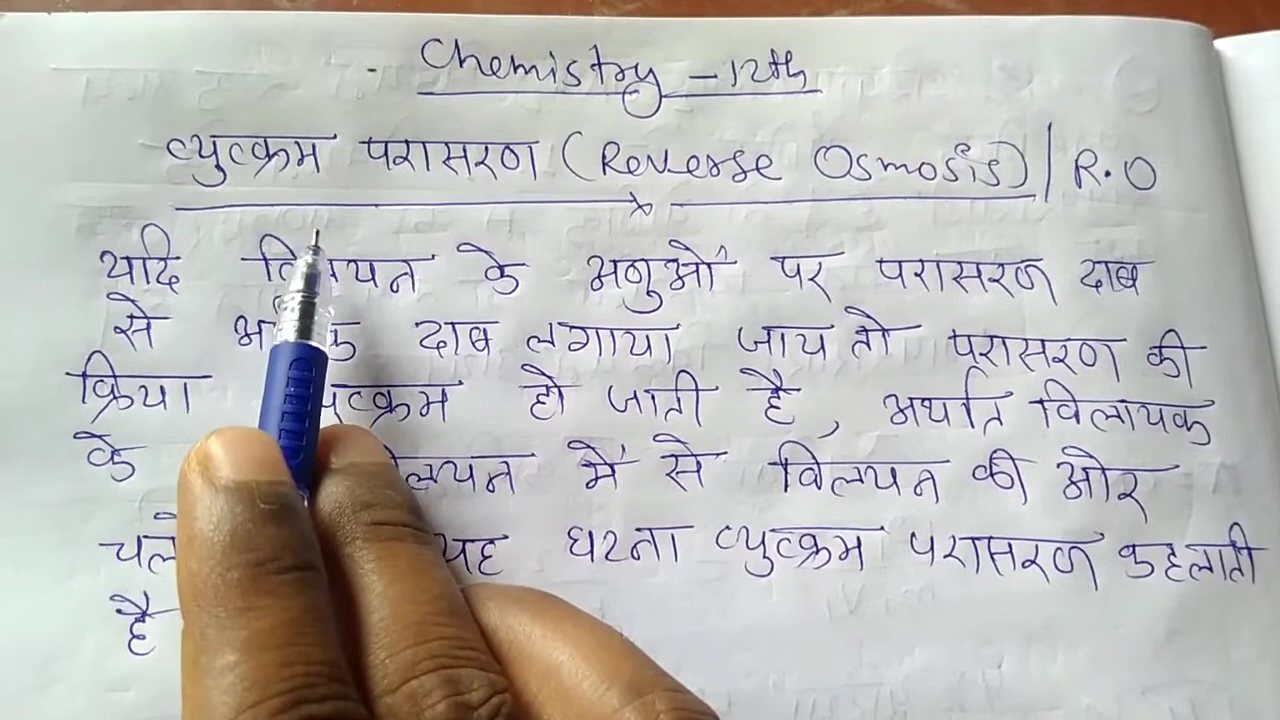 Chemistry - 12th
व्युत्क्रम परासरण (Reverse Osmosis) | R.O
यदि के अणुओं पर परासरण दाब
से दाब लगाया जाय तो परासरण की
क्रिया हो जाती है, अर्थात विलायक
के में से विलयन की ओर
यह घटना व्युत्क्रम परासरण कहलाती
है